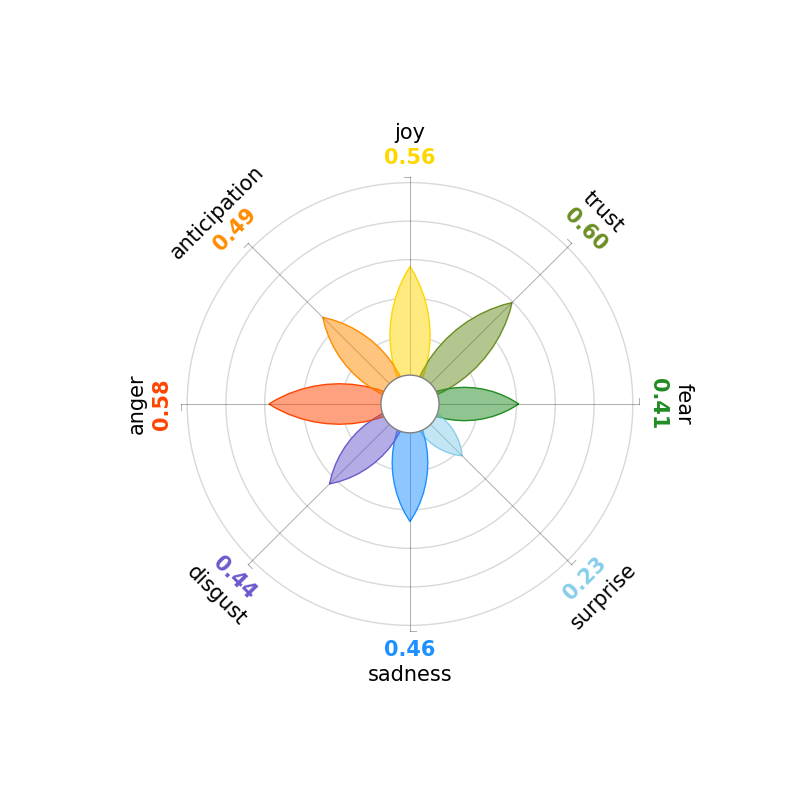 joy
0.56
anticipation
0.49
trust
0.60
anger
0.58
fear
0.41
disgust
0.44
surprise
0.23
0.46
sadness